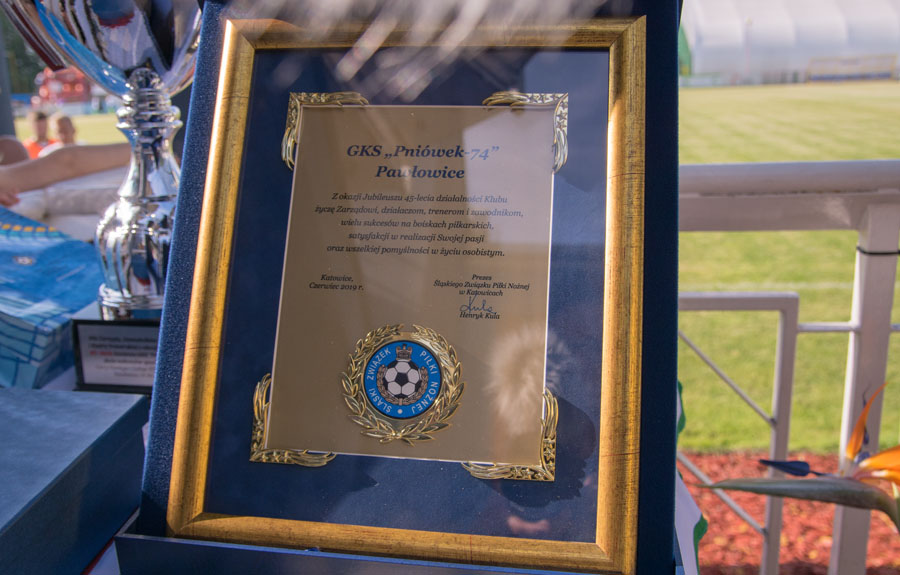 GKS „Pniówek-74”
Pawłowice
Z okazji Jubileuszu 45-lecia działalności Klubu
życzę Zarządowi, działaczom, trenerom i zawodnikom,
wielu sukcesów na boiskach piłkarskich,
satysfakcji w realizacji Swojej pasji
oraz wszelkiej pomyślności w życiu osobistym.
Katowice,
Czerwiec 2019 r.
Prezes
Śląskiego Związku Piłki Nożnej
w Katowicach
Henryk Kula
ŚLĄSKI ZWIĄZEK PIŁKI NOŻNEJ